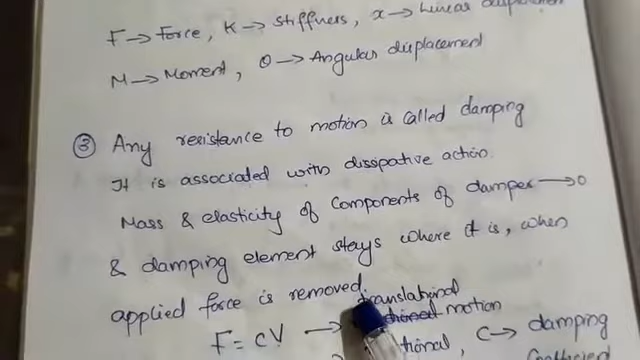 F → Force, K → Stiffness, x → Linear
M → Moment, θ → Angular displacement
③ Any resistance to motion is called damping
It is associated with dissipative action.
Mass & elasticity of components of damper → 0
& damping element stays where it is, when
applied force is removed.
translational
F = CV → motion
C → damping